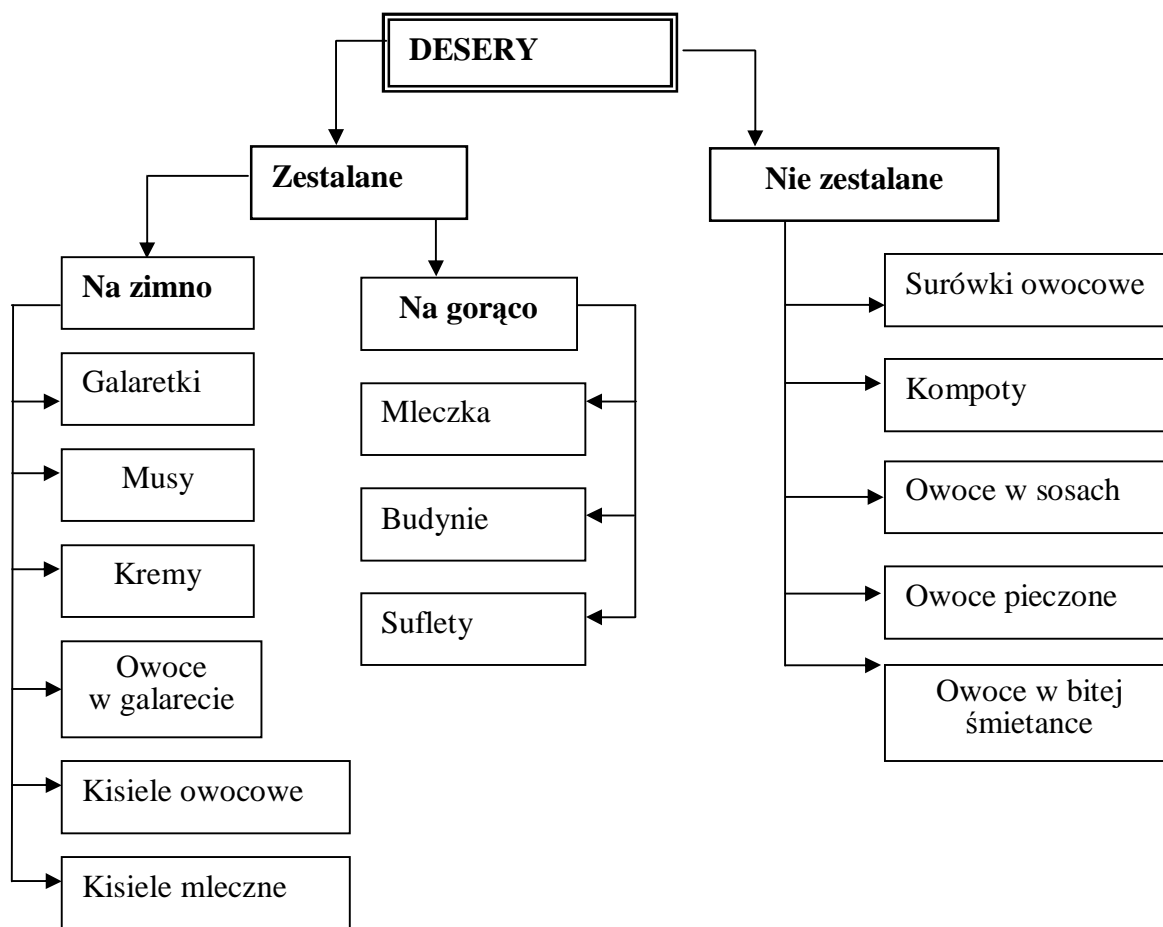 DESERY
Zestalane
Nie zestalane
Na zimno
Galaretki
Musy
Kremy
Owoce
w galarecie
Kisiele owocowe
Kisiele mleczne
Na gorąco
Mleczka
Budynie
Suflety
Surówki owocowe
Kompoty
Owoce w sosach
Owoce pieczone
Owoce w bitej
śmietance